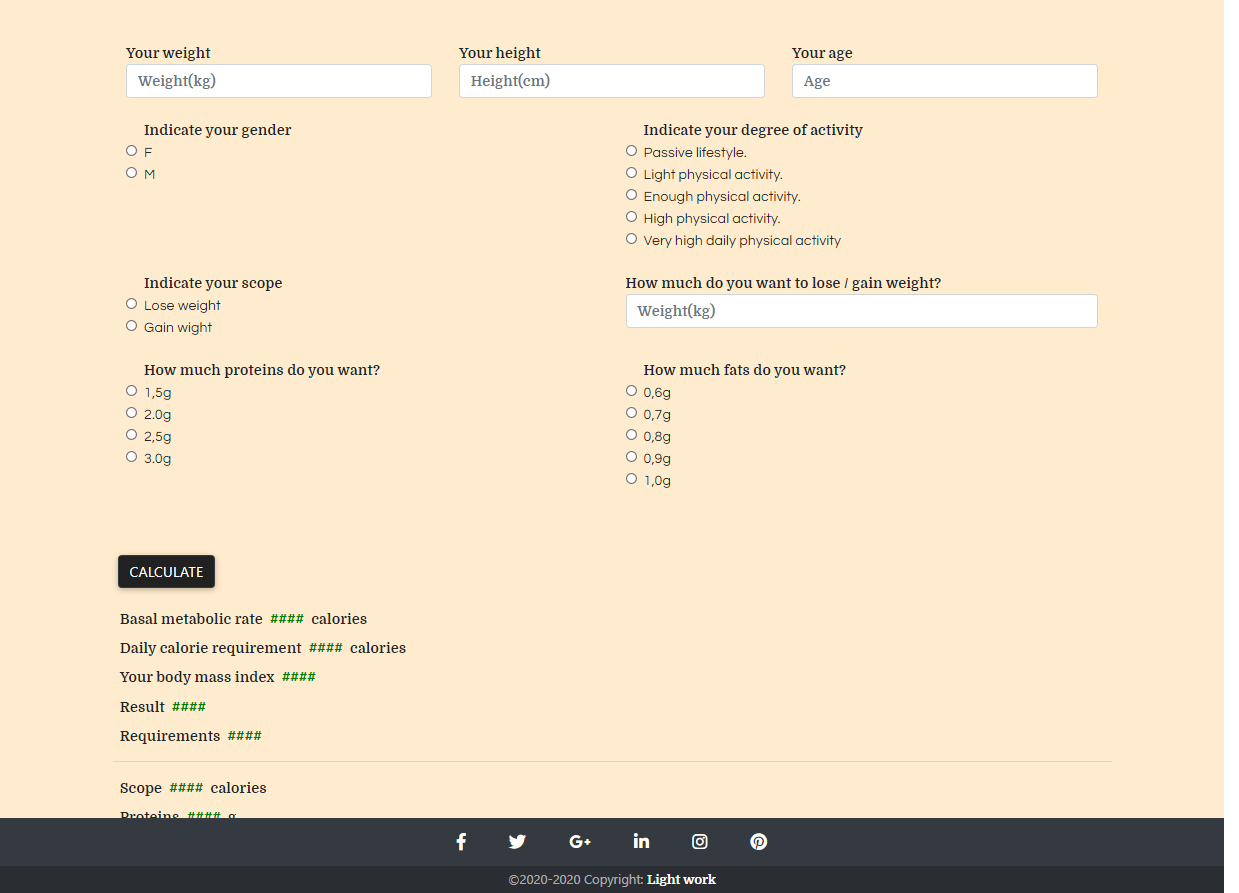 Your weight Your height Your age
Weight(kg) Height(cm) Age
Indicate your gender Indicate your degree of activity
F Passive lifestyle.
M Light physical activity.
Enough physical activity.
High physical activity.
Very high daily physical activity
Indicate your scope How much do you want to lose / gain weight?
Lose weight Weight(kg)
Gain wight
How much proteins do you want? How much fats do you want?
1,5g 0,6g
2.0g 0,7g
2,5g 0,8g
3.0g 0,9g
1,0g
CALCULATE
Basal metabolic rate #### calories
Daily calorie requirement #### calories
Your body mass index ####
Result ####
Requirements ####
Scope #### calories
Proteins #### g
©2020-2020 Copyright: Light work